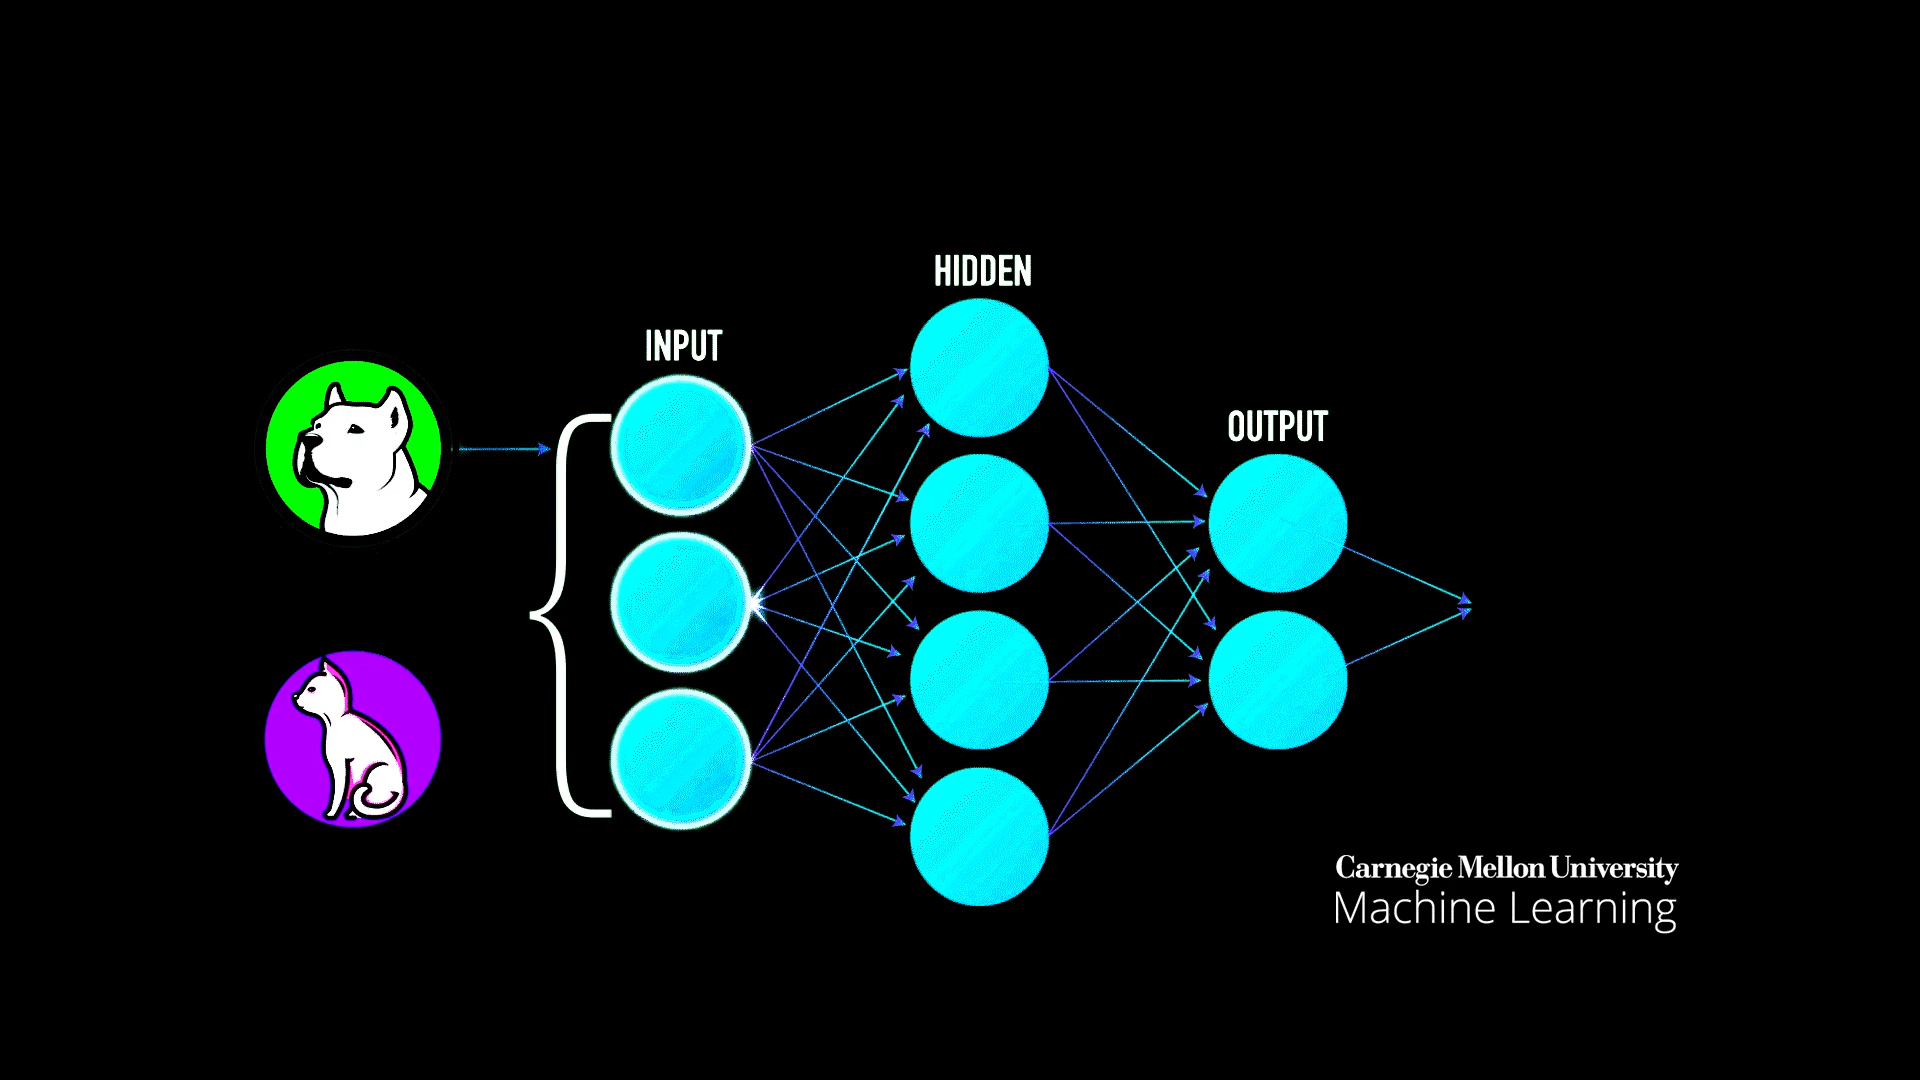 HIDDEN
INPUT
OUTPUT
Carnegie Mellon University
Machine Learning